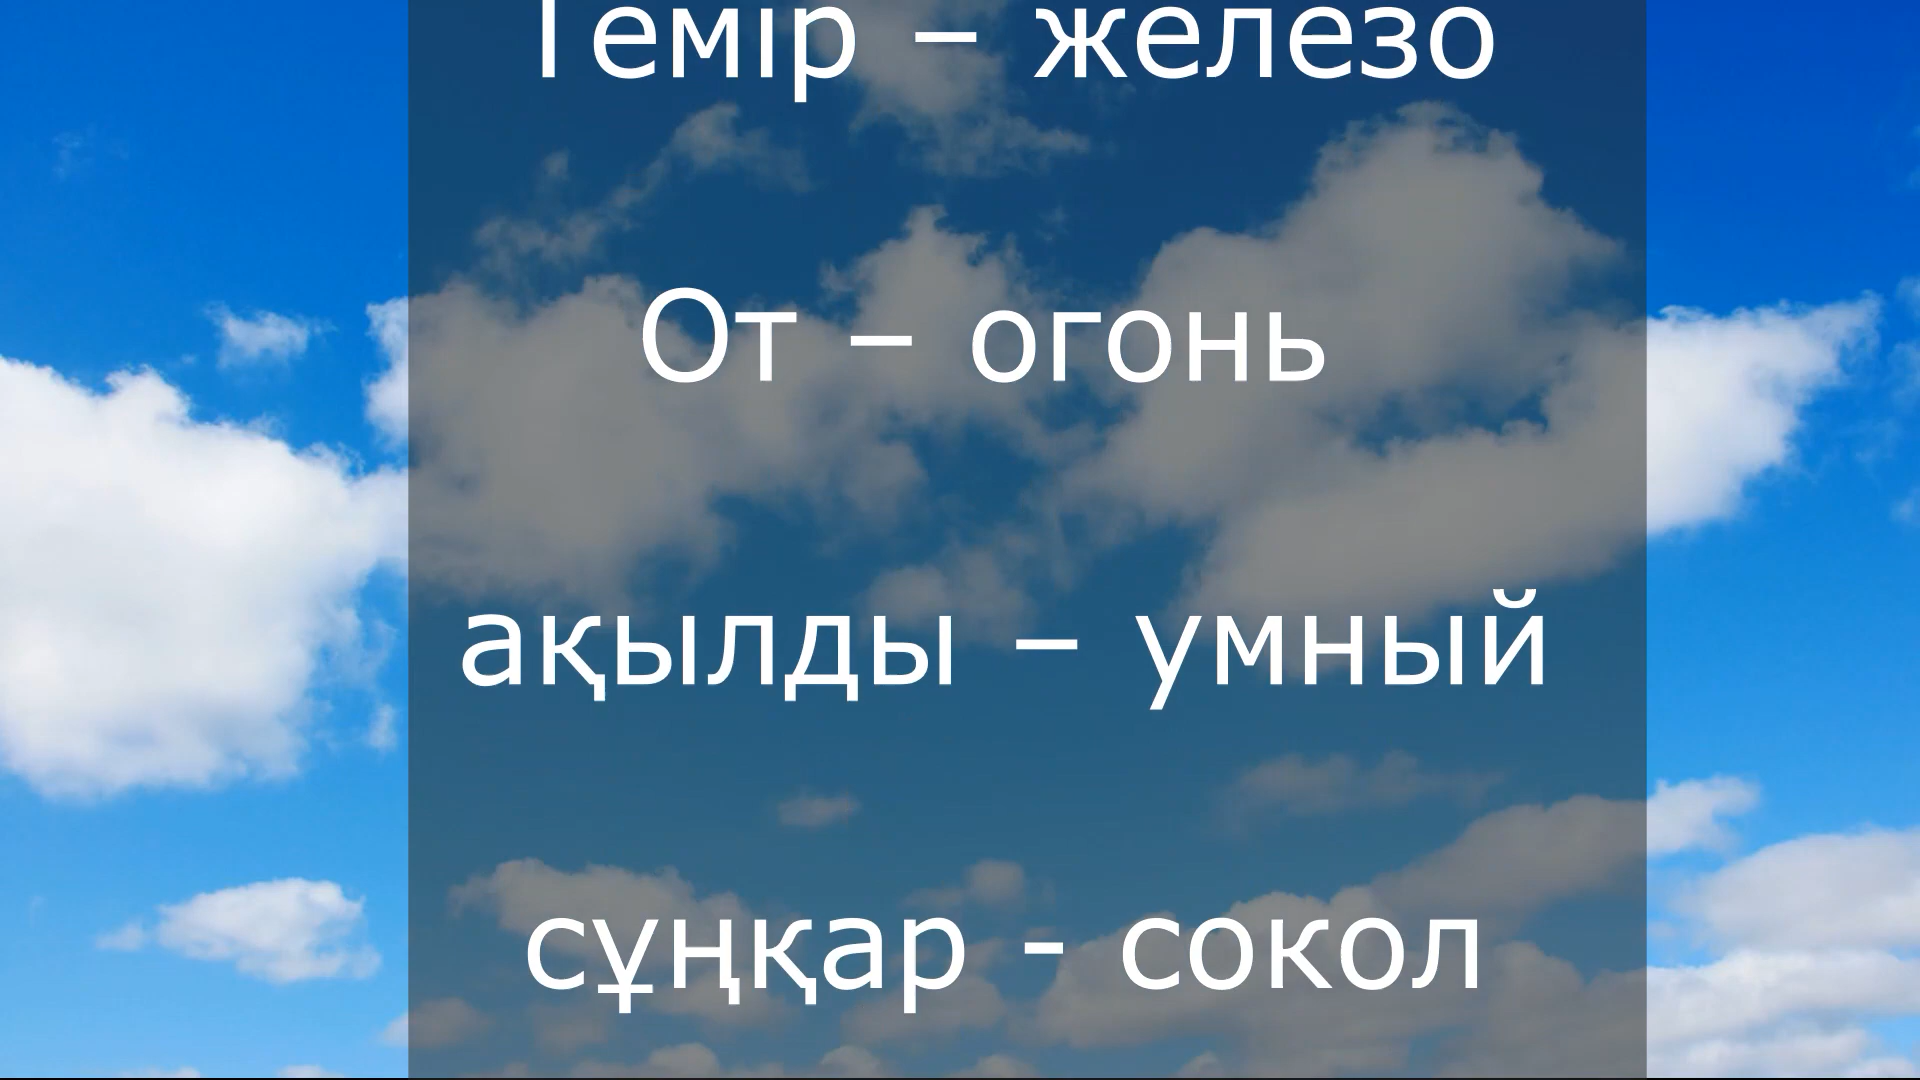 Темір – железо
От – огонь
ақылды – умный
сұңқар - сокол